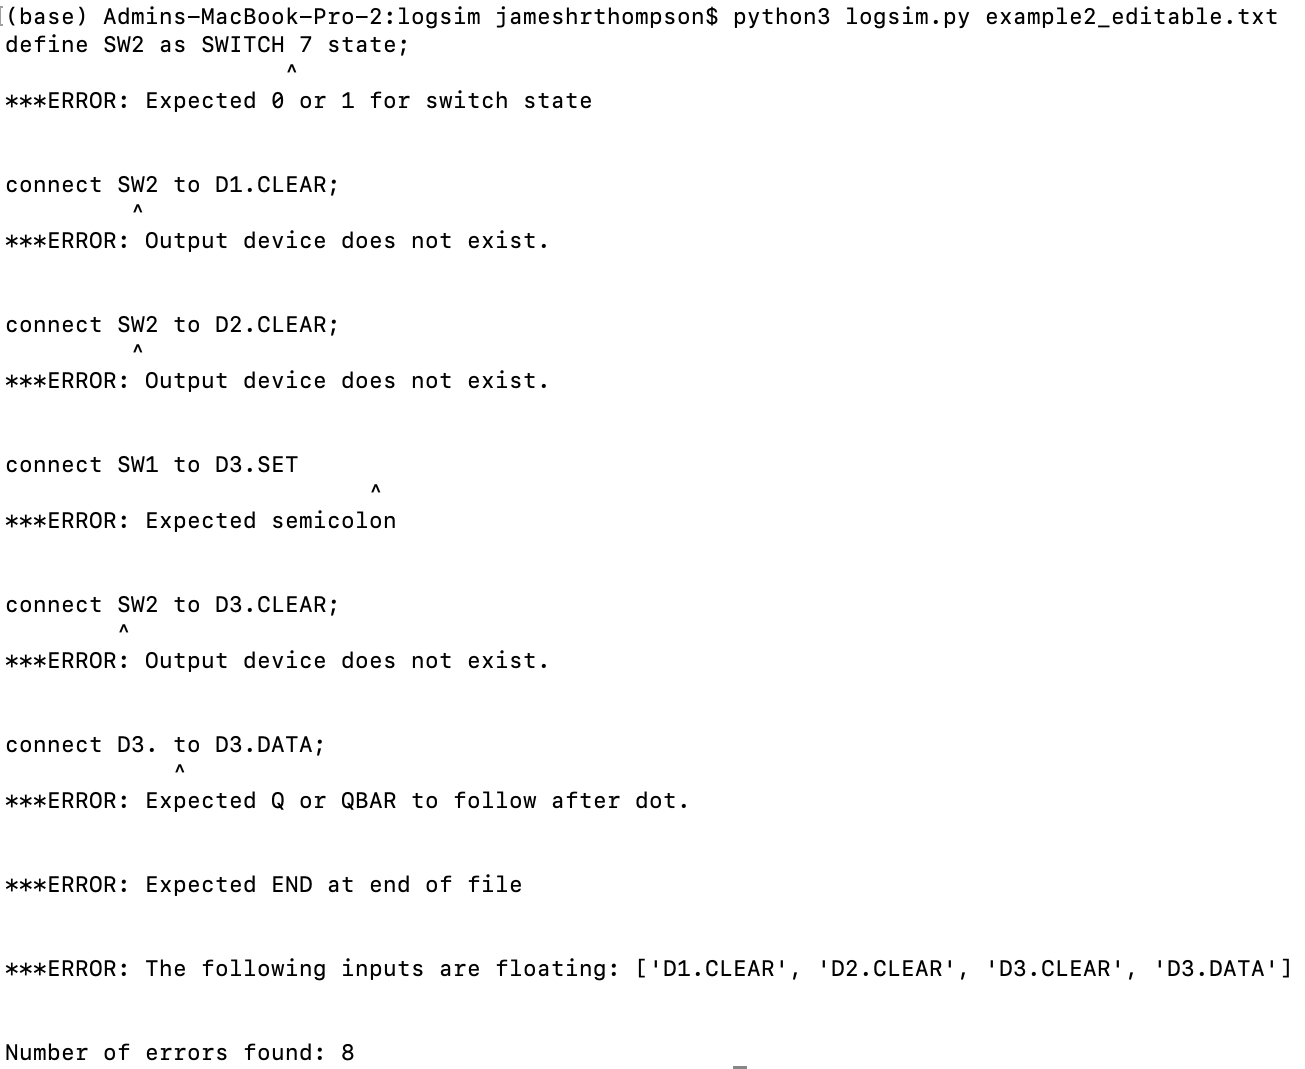 (base) Admins-MacBook-Pro-2:logsim jameshrthompson$ python3 logsim.py example2_editable.txt
define SW2 as SWITCH 7 state;
^
***ERROR: Expected 0 or 1 for switch state
connect SW2 to D1.CLEAR;
^
***ERROR: Output device does not exist.
connect SW2 to D2.CLEAR;
^
***ERROR: Output device does not exist.
connect SW1 to D3.SET
^
***ERROR: Expected semicolon
connect SW2 to D3.CLEAR;
^
***ERROR: Output device does not exist.
connect D3. to D3.DATA;
^
***ERROR: Expected Q or QBAR to follow after dot.
***ERROR: Expected END at end of file
***ERROR: The following inputs are floating: ['D1.CLEAR', 'D2.CLEAR', 'D3.CLEAR', 'D3.DATA']
Number of errors found: 8